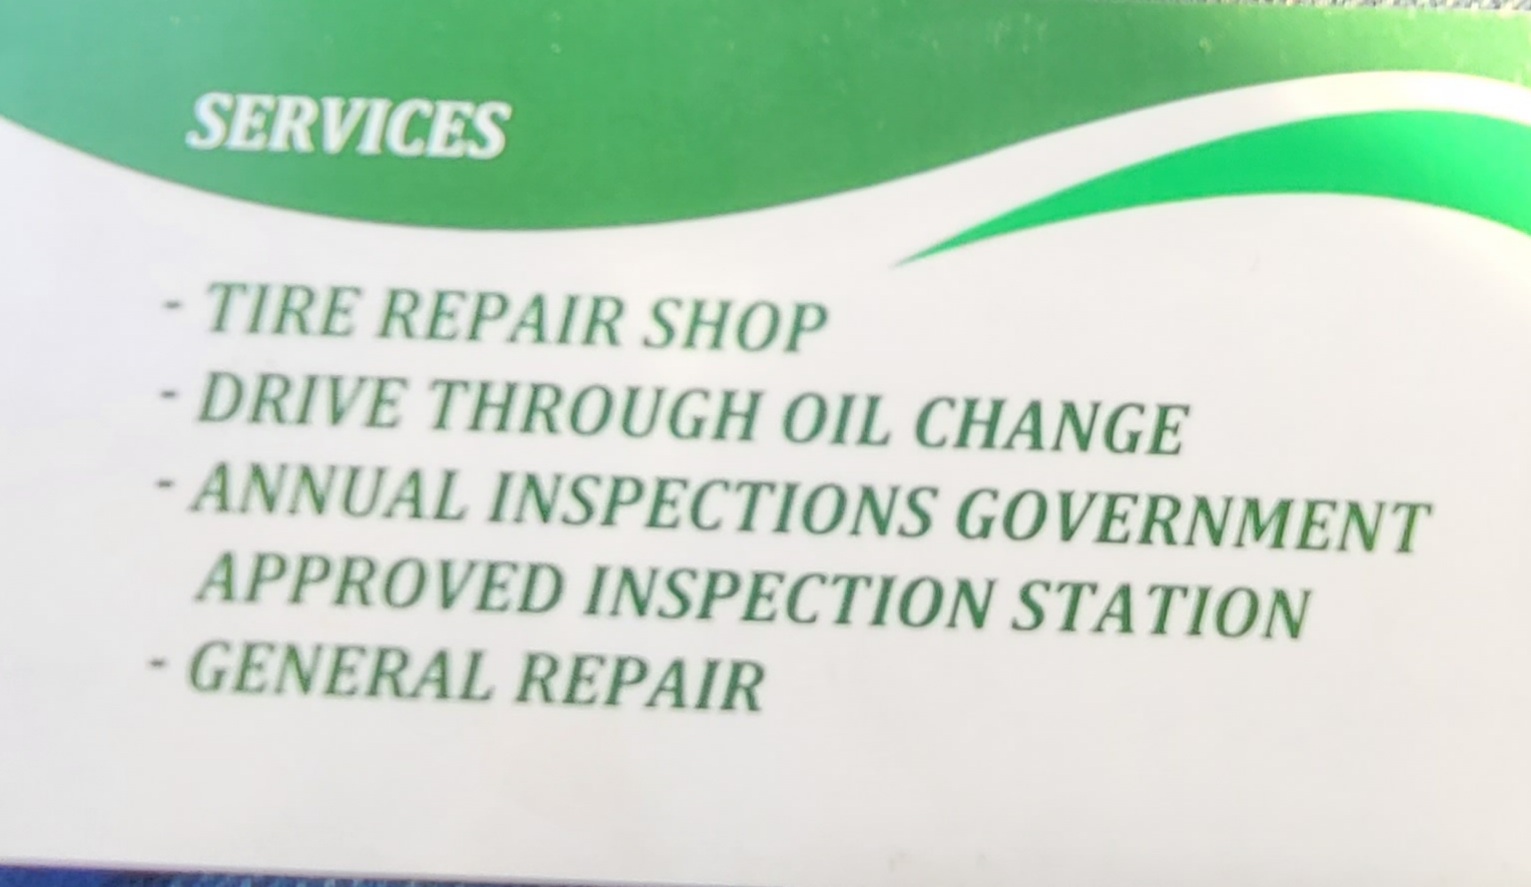 SERVICES
- TIRE REPAIR SHOP
- DRIVE THROUGH OIL CHANGE
- ANNUAL INSPECTIONS GOVERNMENT
APPROVED INSPECTION STATION
- GENERAL REPAIR